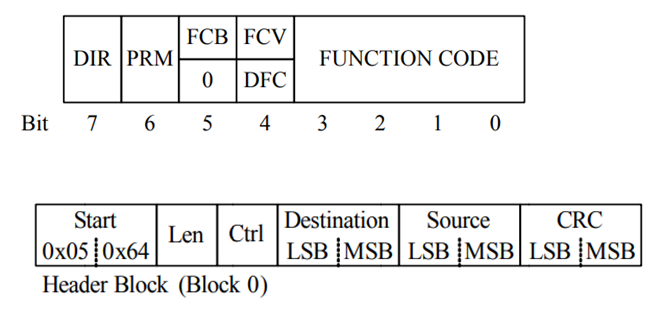 FCB FCV
DIR PRM FUNCTION CODE
0 DFC
Bit 7 6 5 4 3 2 1 0
Start Len Ctrl Destination Source CRC
0x05 0x64 LSB MSB LSB MSB LSB MSB
Header Block (Block 0)